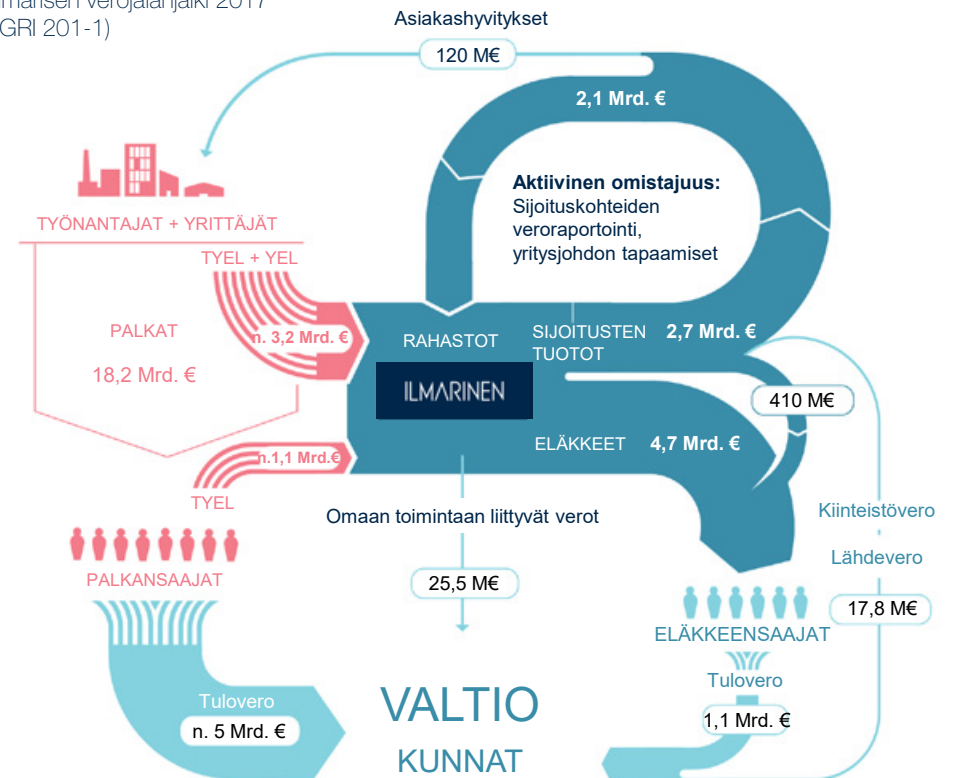 lmarisen verojalanjälki 2017
GRI 201-1)
Asiakashyvitykset
120 M€
2,1 Mrd. €
Aktiivinen omistajuus:
Sijoituskohteiden
veroraportointi,
yritysjohdon tapaamiset
TYÖNANTAJAT + YRITTÄJÄT
TYEL + YEL
PALKAT
18,2 Mrd. €
n. 3,2 Mrd. €
RAHASTOT
SIJOITUSTEN
TUOTOT
2,7 Mrd. €
ILMARINEN
410 M€
ELÄKKEET
4,7 Mrd. €
n.1,1 Mrd.€
TYEL
PALKANSAAJAT
Omaan toimintaan liittyvät verot
25,5 M€
Kiinteistövero
Lähdevero
17,8 M€
ELÄKKEENSAAJAT
Tulovero
1,1 Mrd. €
Tulovero
n. 5 Mrd. €
VALTIO
KUNNAT